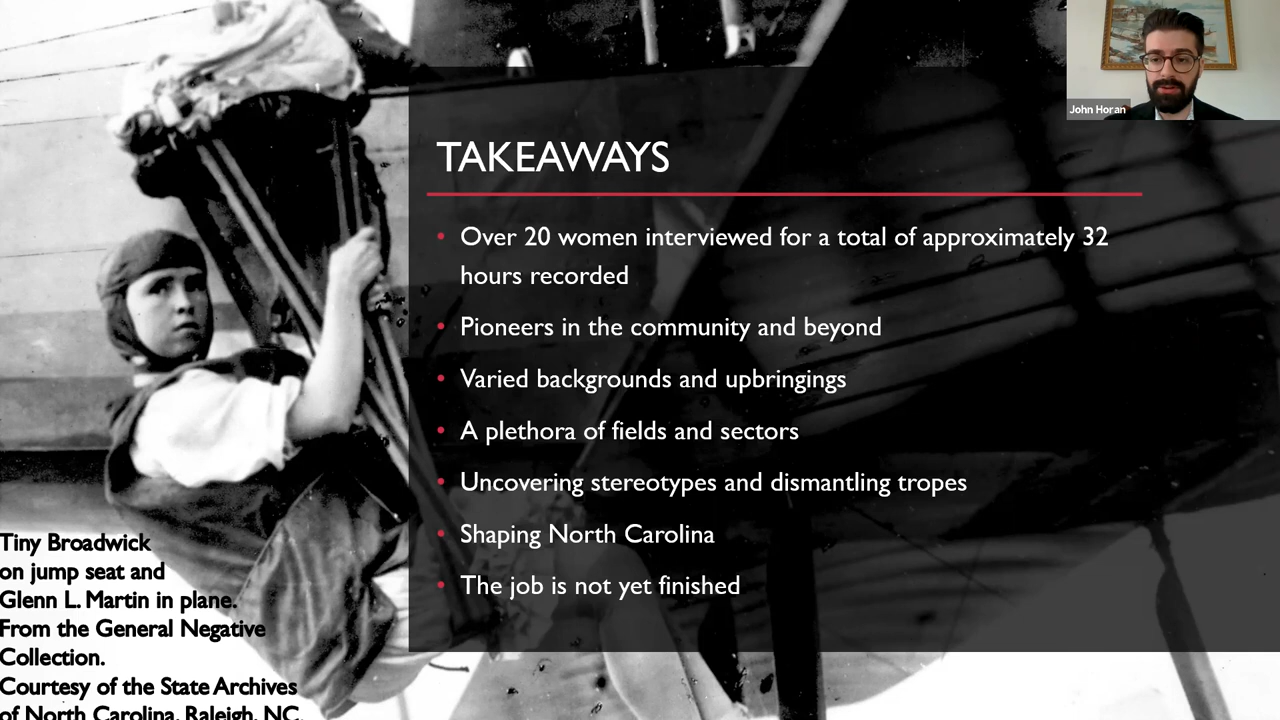 John Horan
TAKEAWAYS
• Over 20 women interviewed for a total of approximately 32
hours recorded
• Pioneers in the community and beyond
• Varied backgrounds and upbringings
• A plethora of fields and sectors
• Uncovering stereotypes and dismantling tropes
• Shaping North Carolina
• The job is not yet finished
Tiny Broadwick
on jump seat and
Glenn L. Martin in plane.
From the General Negative
Collection.
Courtesy of the State Archives
of North Carolina, Raleigh, NC.